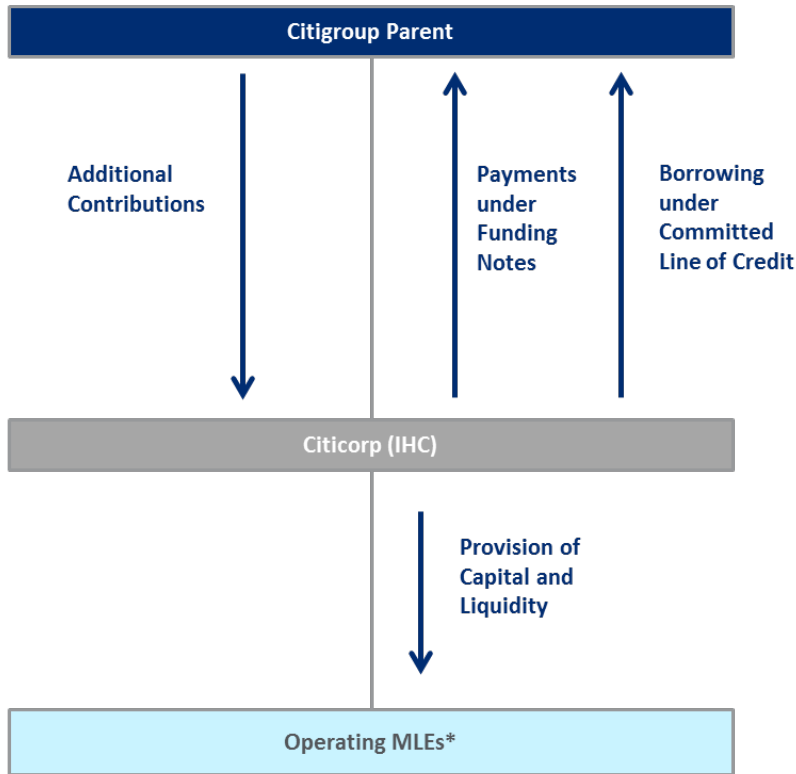 Citigroup Parent
Additional
Contributions
Payments
under
Funding
Notes
Borrowing
under
Committed
Line of Credit
Citicorp (IHC)
Provision of
Capital and
Liquidity
Operating MLEs*